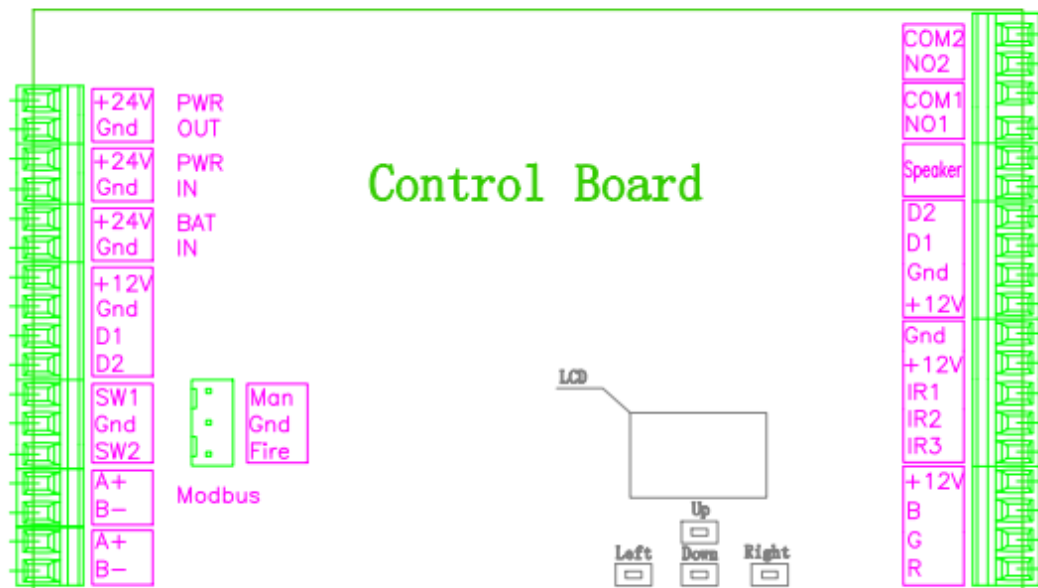 Control Board
+24V PWR
Gnd OUT
+24V PWR
Gnd IN
+24V BAT
Gnd IN
+12V
Gnd
D1
D2
SW1
Gnd
SW2
Man
Gnd
Fire
A+
B-
Modbus
A+
B-
LCD
Up
Left Down Right
COM2
NO2
COM1
NO1
Speaker
D2
D1
Gnd
+12V
Gnd
+12V
IR1
IR2
IR3
+12V
B
G
R